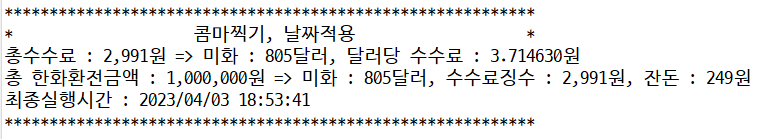 ***********************************************************
*                    콤마찍기, 날짜적용                   *
총수수료 : 2,991원 => 미화 : 805달러, 달러당 수수료 : 3.714630원
총 한화환전금액 : 1,000,000원 => 미화 : 805달러, 수수료징수 : 2,991원, 잔돈 : 249원
최종실행시간 : 2023/04/03 18:53:41
***********************************************************